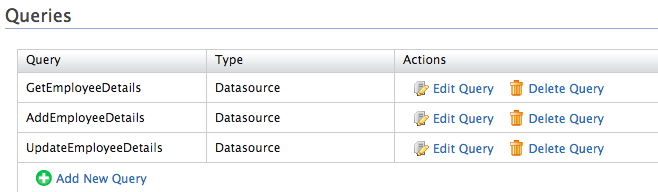 Queries
Query Type Actions
GetEmployeeDetails Datasource Edit Query Delete Query
AddEmployeeDetails Datasource Edit Query Delete Query
UpdateEmployeeDetails Datasource Edit Query Delete Query
Add New Query